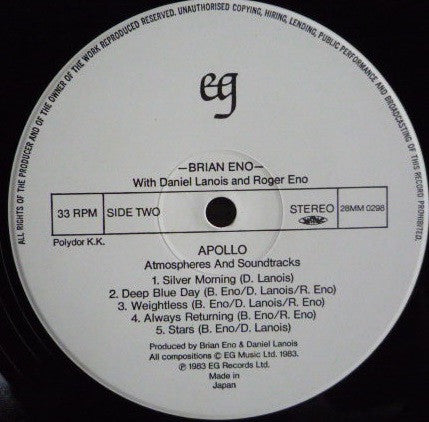 ALL RIGHTS OF THE PRODUCER AND OF THE OWNER OF THE WORK REPRODUCED RESERVED. UNAUTHORISED COPYING, HIRING, LENDING, PUBLIC PERFORMANCE AND BROADCASTING OF THIS RECORD PROHIBITED.
eg
—BRIAN ENO—
With Daniel Lanois and Roger Eno
33 RPM SIDE TWO STEREO 28MM 0298
Polydor K.K.
APOLLO
Atmospheres And Soundtracks
1. Silver Morning (D. Lanois)
2. Deep Blue Day (B. Eno/D. Lanois/R. Eno)
3. Weightless (B. Eno/D. Lanois/R. Eno)
4. Always Returning (B. Eno/R. Eno)
5. Stars (B. Eno/D. Lanois)
Produced by Brian Eno & Daniel Lanois
All compositions © EG Music Ltd. 1983.
℗ 1983 EG Records Ltd.
Made in
Japan